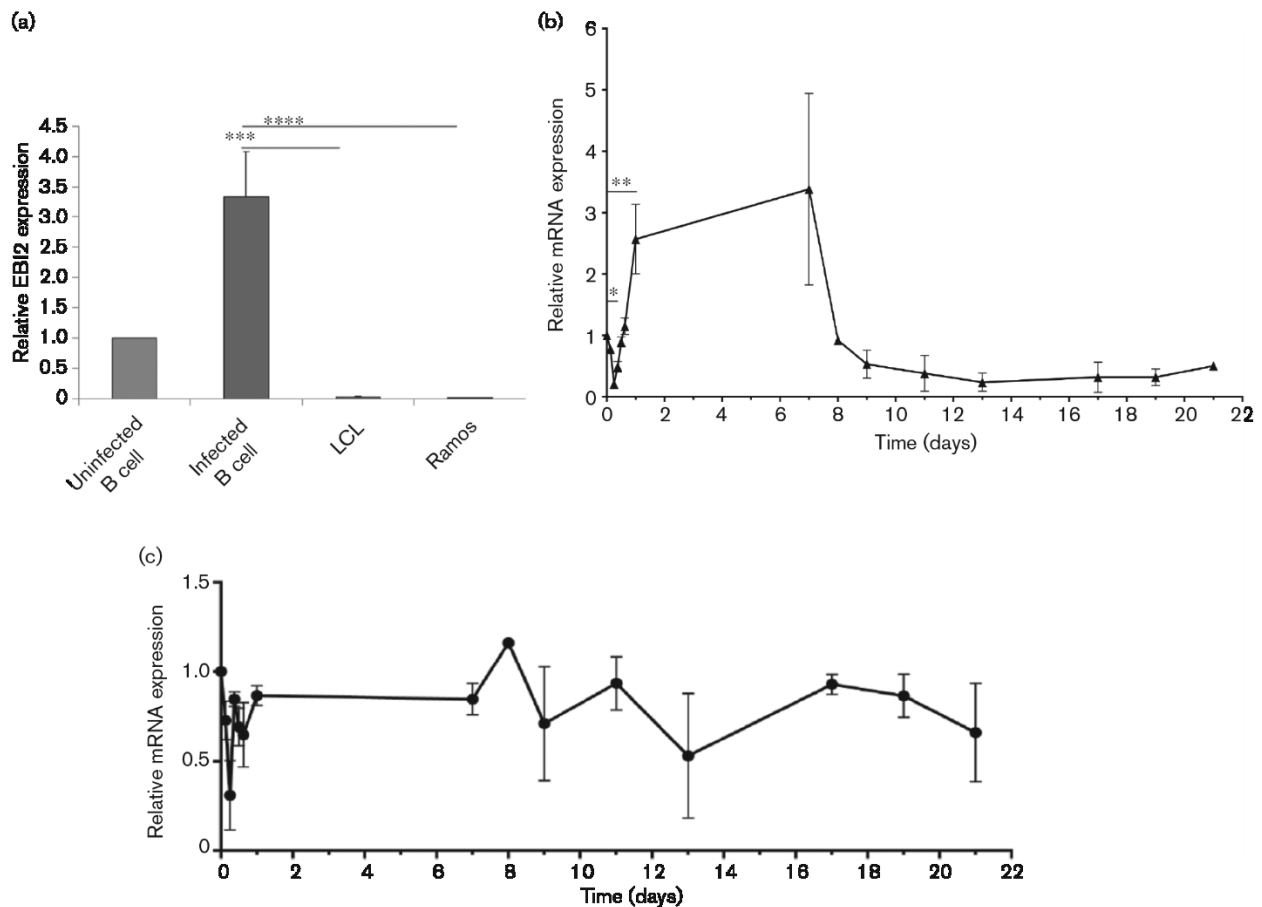 (a)
Relative EBI2 expression
4.5
4.0
3.5
3.0
2.5
2.0
1.5
1.0
0.5
0
****
***
Uninfected
B cell
Infected
B cell
LCL
Ramos
(b)
Relative mRNA expression
6
5
4
3
2
1
0
**
*
0 2 4 6 8 10 12 14 16 18 20 22
Time (days)
(c)
Relative mRNA expression
1.5
1.0
0.5
0
0 2 4 6 8 10 12 14 16 18 20 22
Time (days)